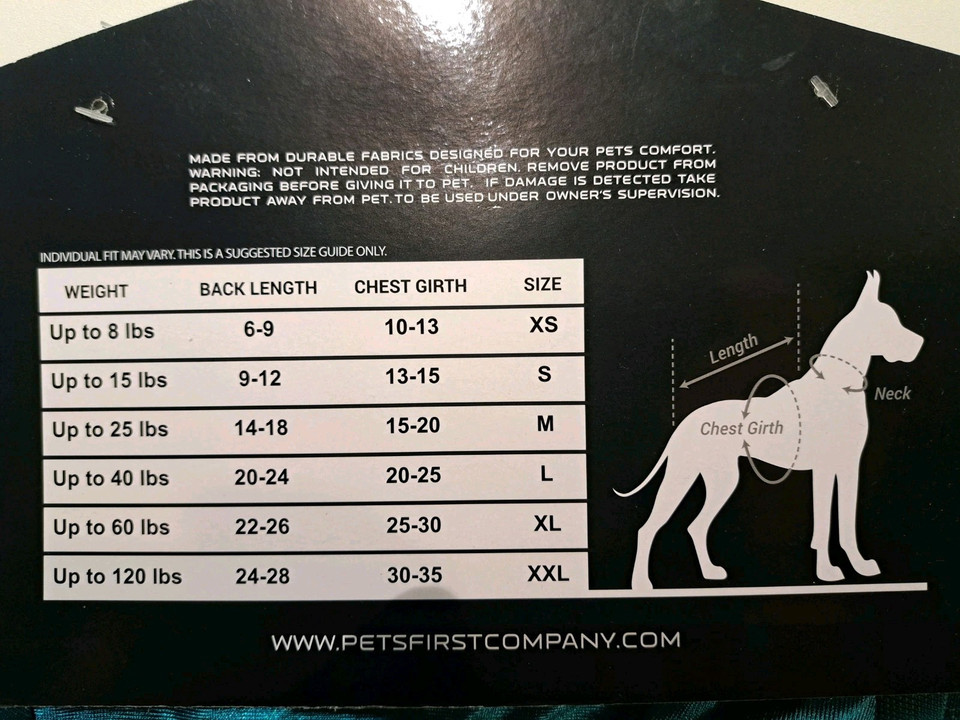 MADE FROM DURABLE FABRICS DESIGNED FOR YOUR PETS COMFORT.
WARNING: NOT INTENDED FOR CHILDREN. REMOVE PRODUCT FROM
PACKAGING BEFORE GIVING IT TO PET. IF DAMAGE IS DETECTED TAKE
PRODUCT AWAY FROM PET. TO BE USED UNDER OWNER'S SUPERVISION.
INDIVIDUAL FIT MAY VARY. THIS IS A SUGGESTED SIZE GUIDE ONLY.
WEIGHT BACK LENGTH CHEST GIRTH SIZE
Up to 8 lbs 6-9 10-13 XS
Up to 15 lbs 9-12 13-15 S
Up to 25 lbs 14-18 15-20 M
Up to 40 lbs 20-24 20-25 L
Up to 60 lbs 22-26 25-30 XL
Up to 120 lbs 24-28 30-35 XXL
Length
Neck
Chest Girth
WWW.PETSFIRSTCOMPANY.COM